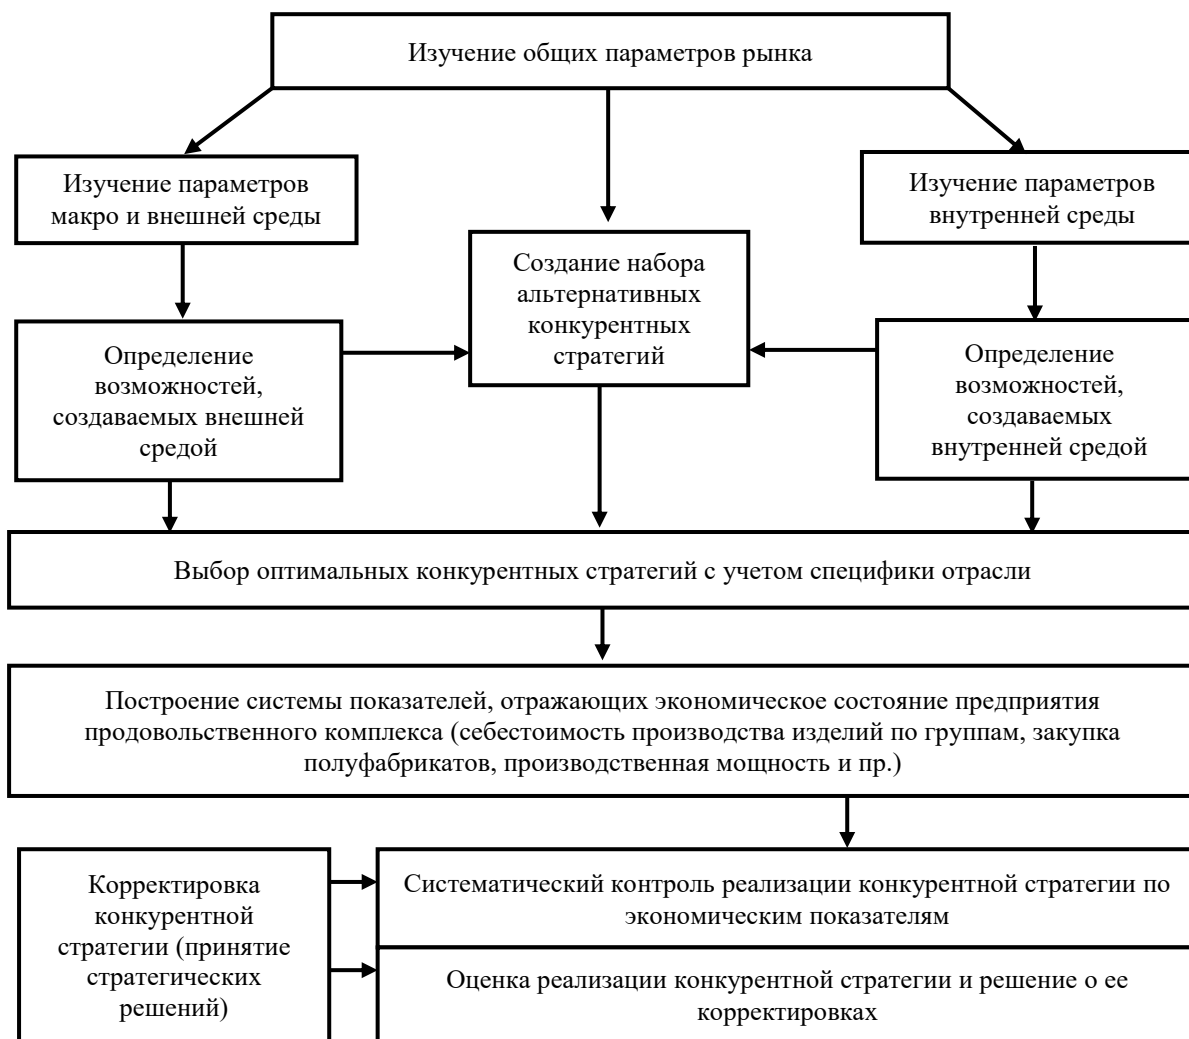 Изучение общих параметров рынка
Изучение параметров
макро и внешней среды
Изучение параметров
внутренней среды
Создание набора
альтернативных
конкурентных
стратегий
Определение
возможностей,
создаваемых внешней
средой
Определение
возможностей,
создаваемых
внутренней средой
Выбор оптимальных конкурентных стратегий с учетом специфики отрасли
Построение системы показателей, отражающих экономическое состояние предприятия
продовольственного комплекса (себестоимость производства изделий по группам, закупка
полуфабрикатов, производственная мощность и пр.)
Корректировка
конкурентной
стратегии (принятие
стратегических
решений)
Систематический контроль реализации конкурентной стратегии по
экономическим показателям
Оценка реализации конкурентной стратегии и решение о ее
корректировках